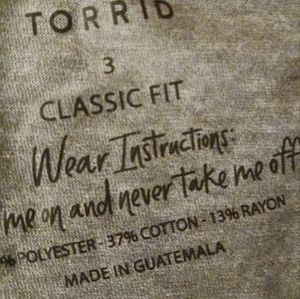 TORRID
3
CLASSIC FIT
Wear Instructions:
me on and never take me off
% POLYESTER - 37% COTTON - 13% RAYON
MADE IN GUATEMALA